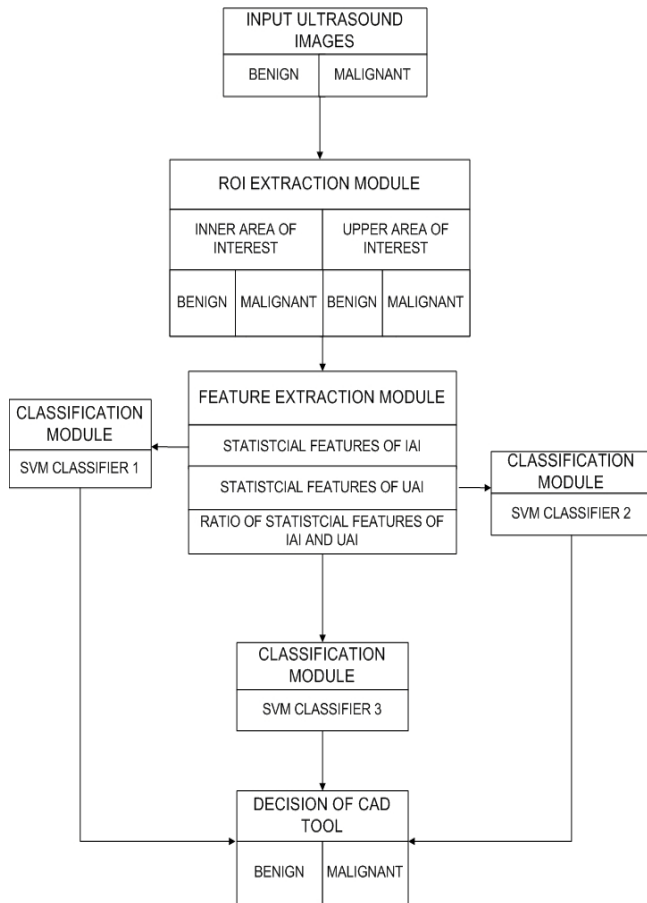 INPUT ULTRASOUND
IMAGES
BENIGN
MALIGNANT
ROI EXTRACTION MODULE
INNER AREA OF
INTEREST
UPPER AREA OF
INTEREST
BENIGN
MALIGNANT
BENIGN
MALIGNANT
FEATURE EXTRACTION MODULE
STATISTCIAL FEATURES OF IAI
STATISTCIAL FEATURES OF UAI
RATIO OF STATISTCIAL FEATURES OF
IAI AND UAI
CLASSIFICATION
MODULE
SVM CLASSIFIER 1
CLASSIFICATION
MODULE
SVM CLASSIFIER 2
CLASSIFICATION
MODULE
SVM CLASSIFIER 3
DECISION OF CAD
TOOL
BENIGN
MALIGNANT